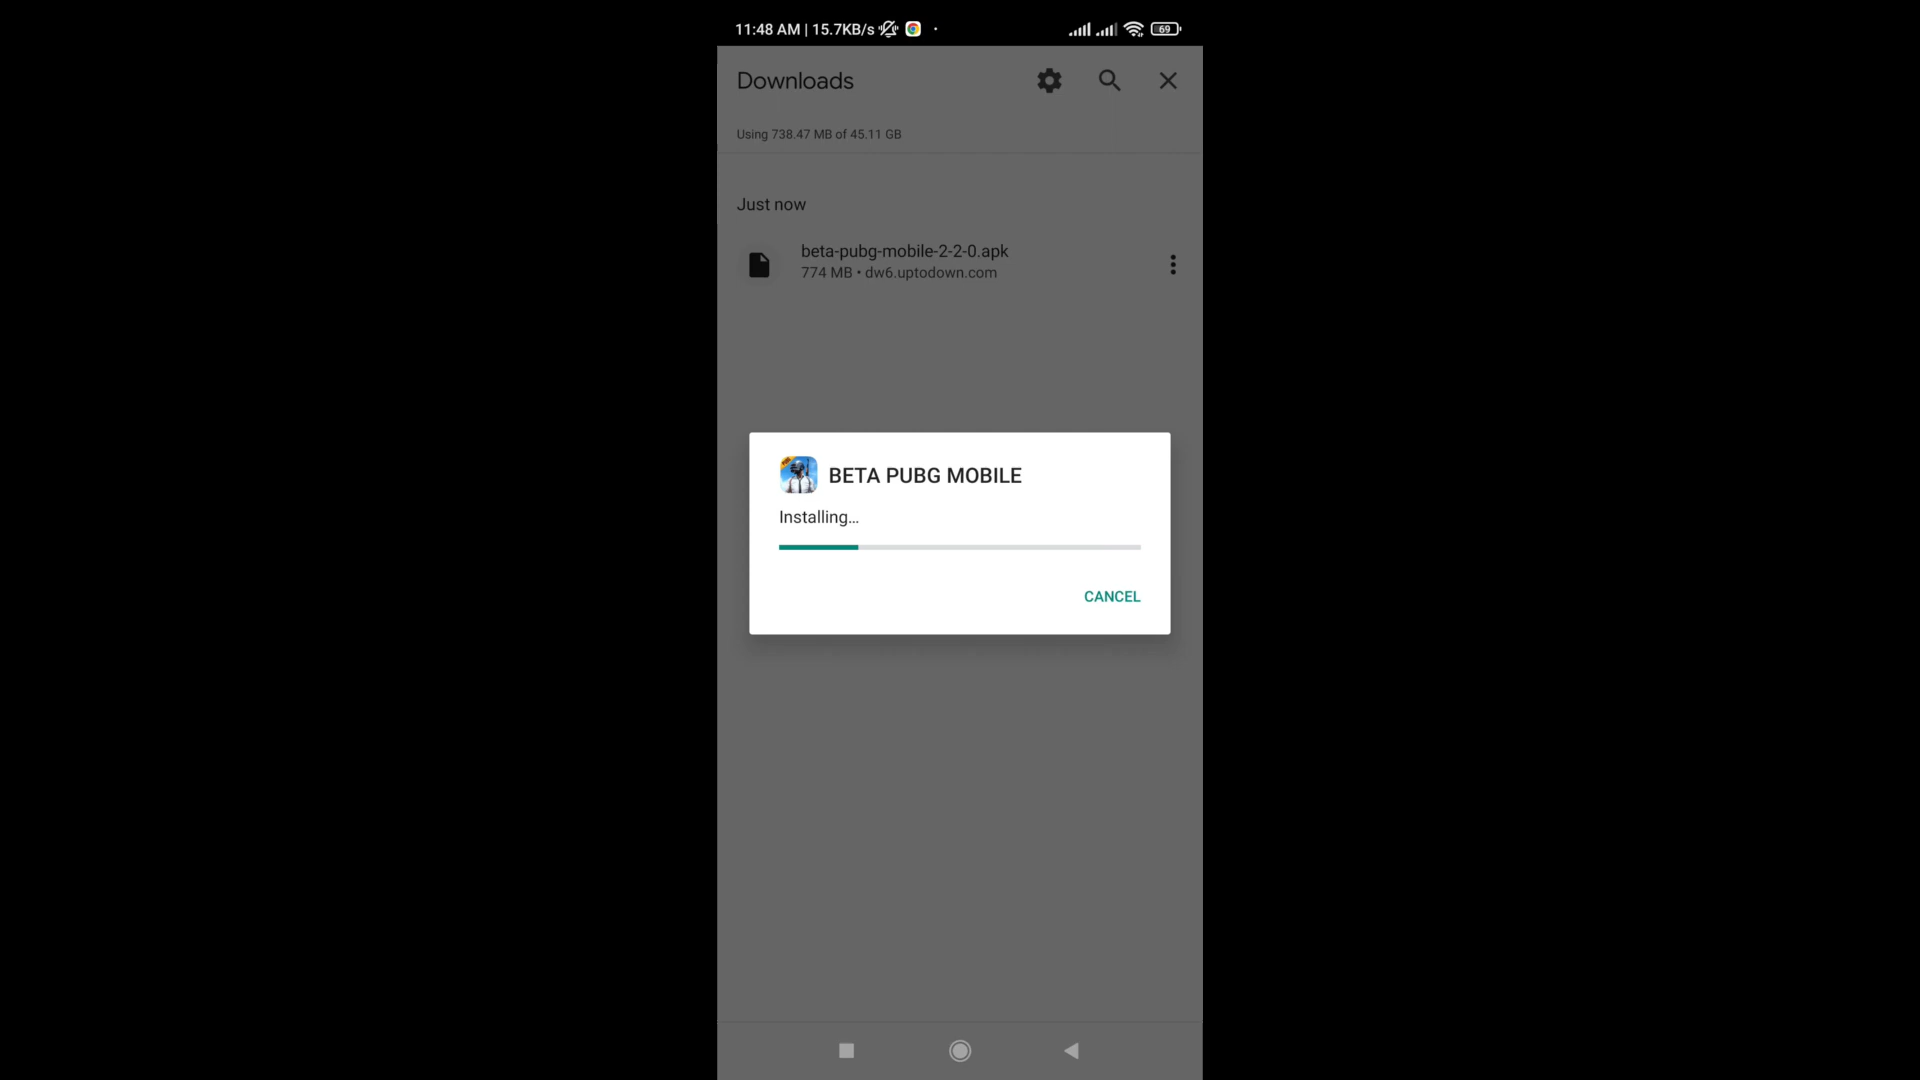 11:48 AM | 15.7KB/s
69
Downloads
Using 738.47 MB of 45.11 GB
Just now
beta-pubg-mobile-2-2-0.apk
774 MB • dw6.uptodown.com
BETA PUBG MOBILE
Installing…
CANCEL